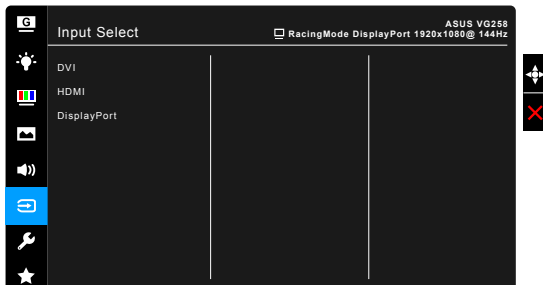 G
Input Select
ASUS VG258
RacingMode DisplayPort 1920x1080@ 144Hz
DVI
HDMI
DisplayPort